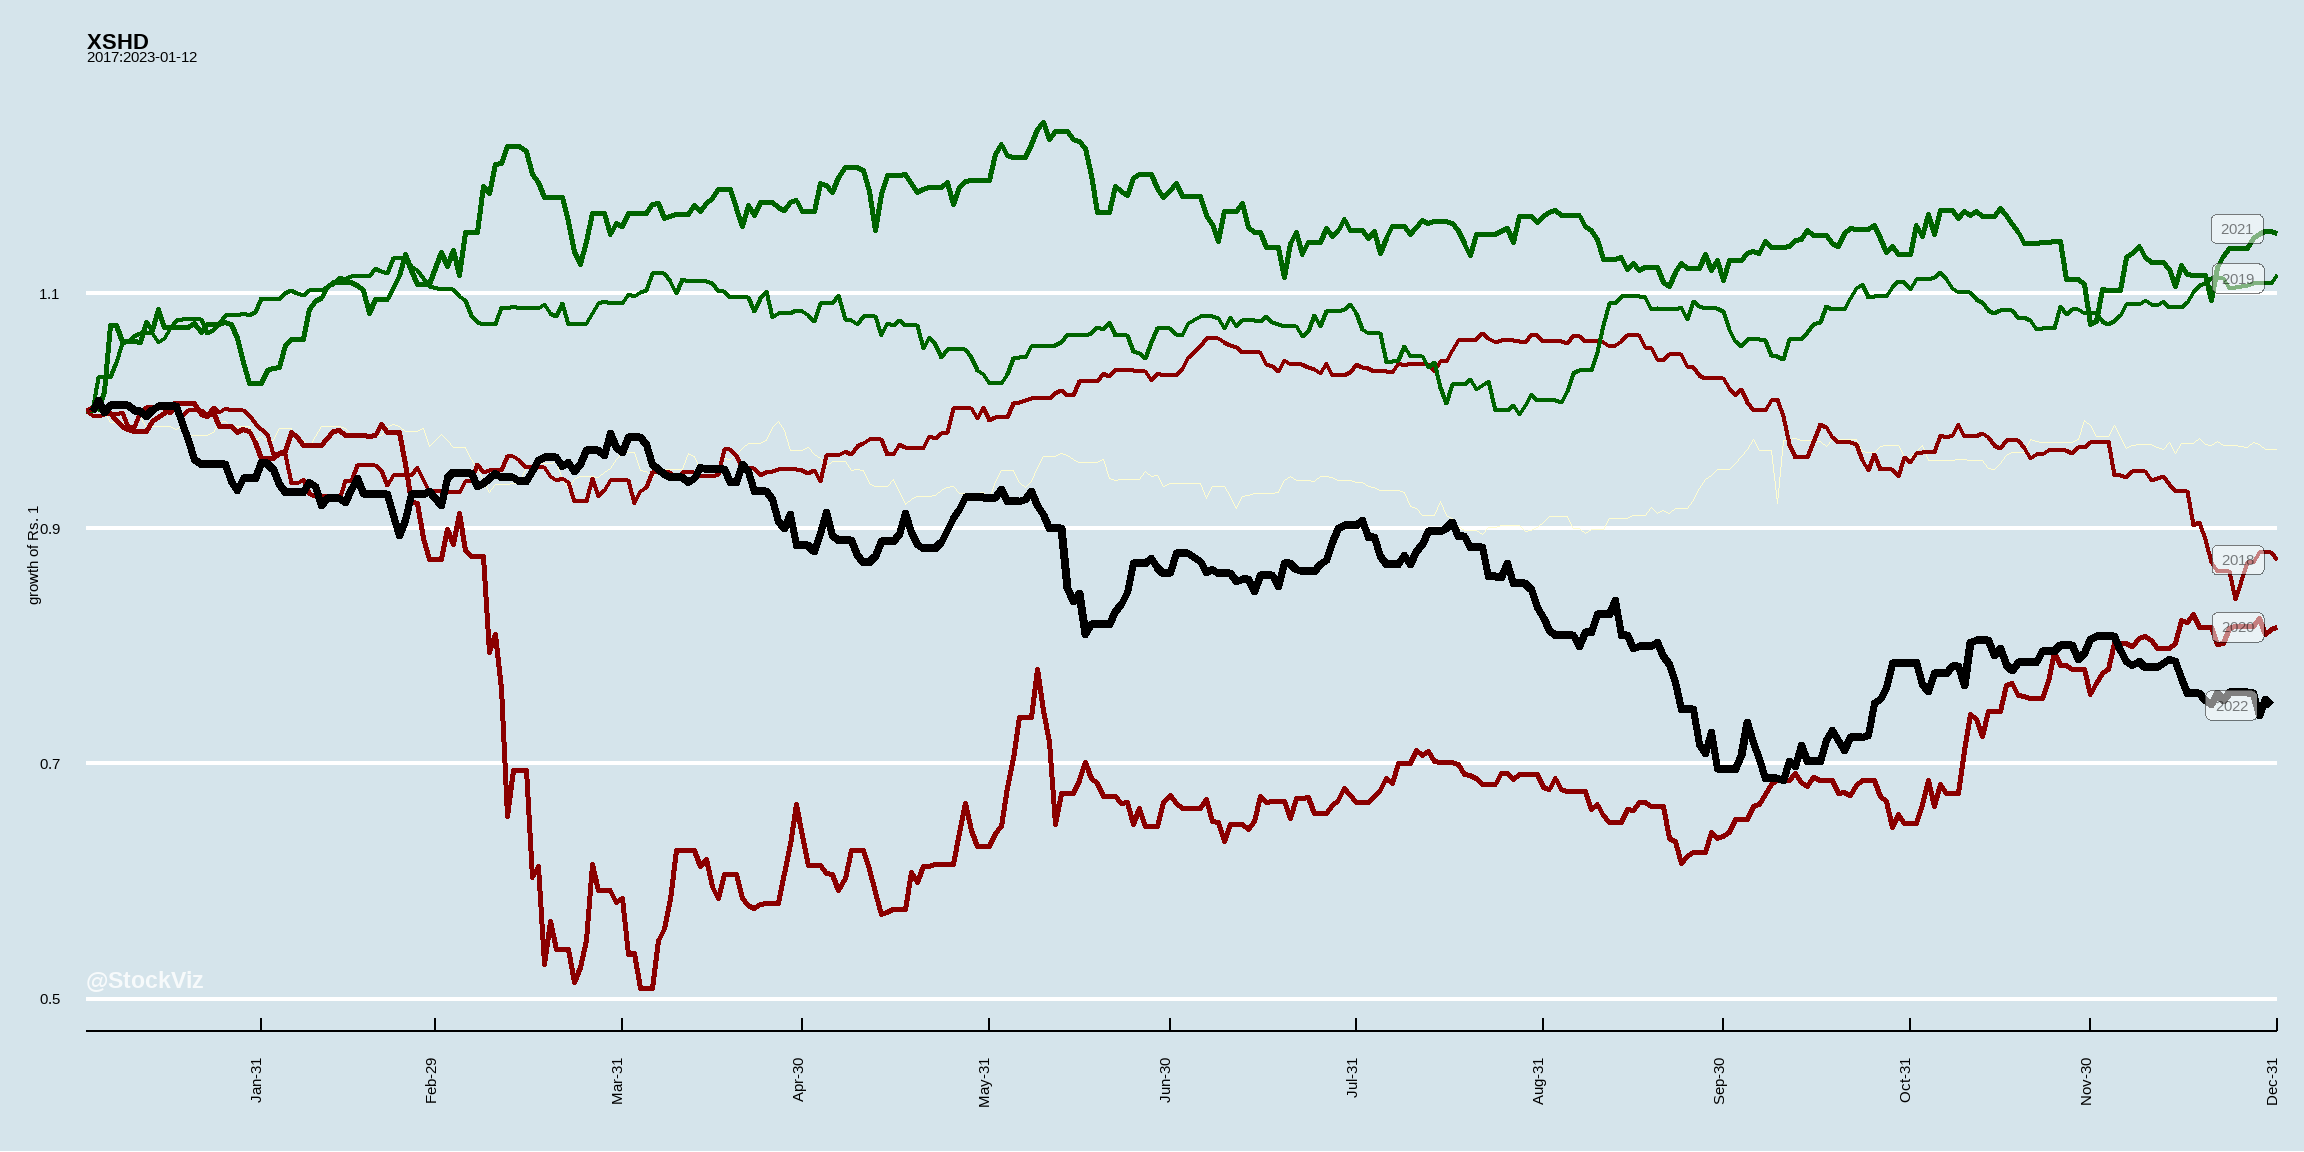 XSHD
2017:2023-01-12
growth of Rs. 1
1.1
0.9
0.7
0.5
2021
2019
2018
2020
2022
@StockViz
Jan-31
Feb-29
Mar-31
Apr-30
May-31
Jun-30
Jul-31
Aug-31
Sep-30
Oct-31
Nov-30
Dec-31